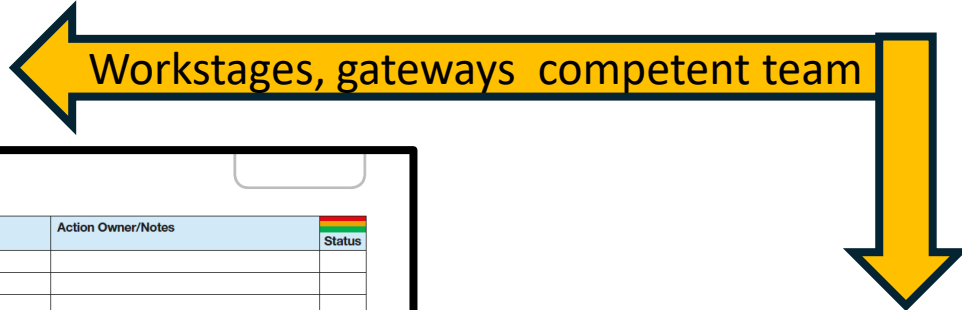 Workstages, gateways  competent team
Action Owner/Notes
Status